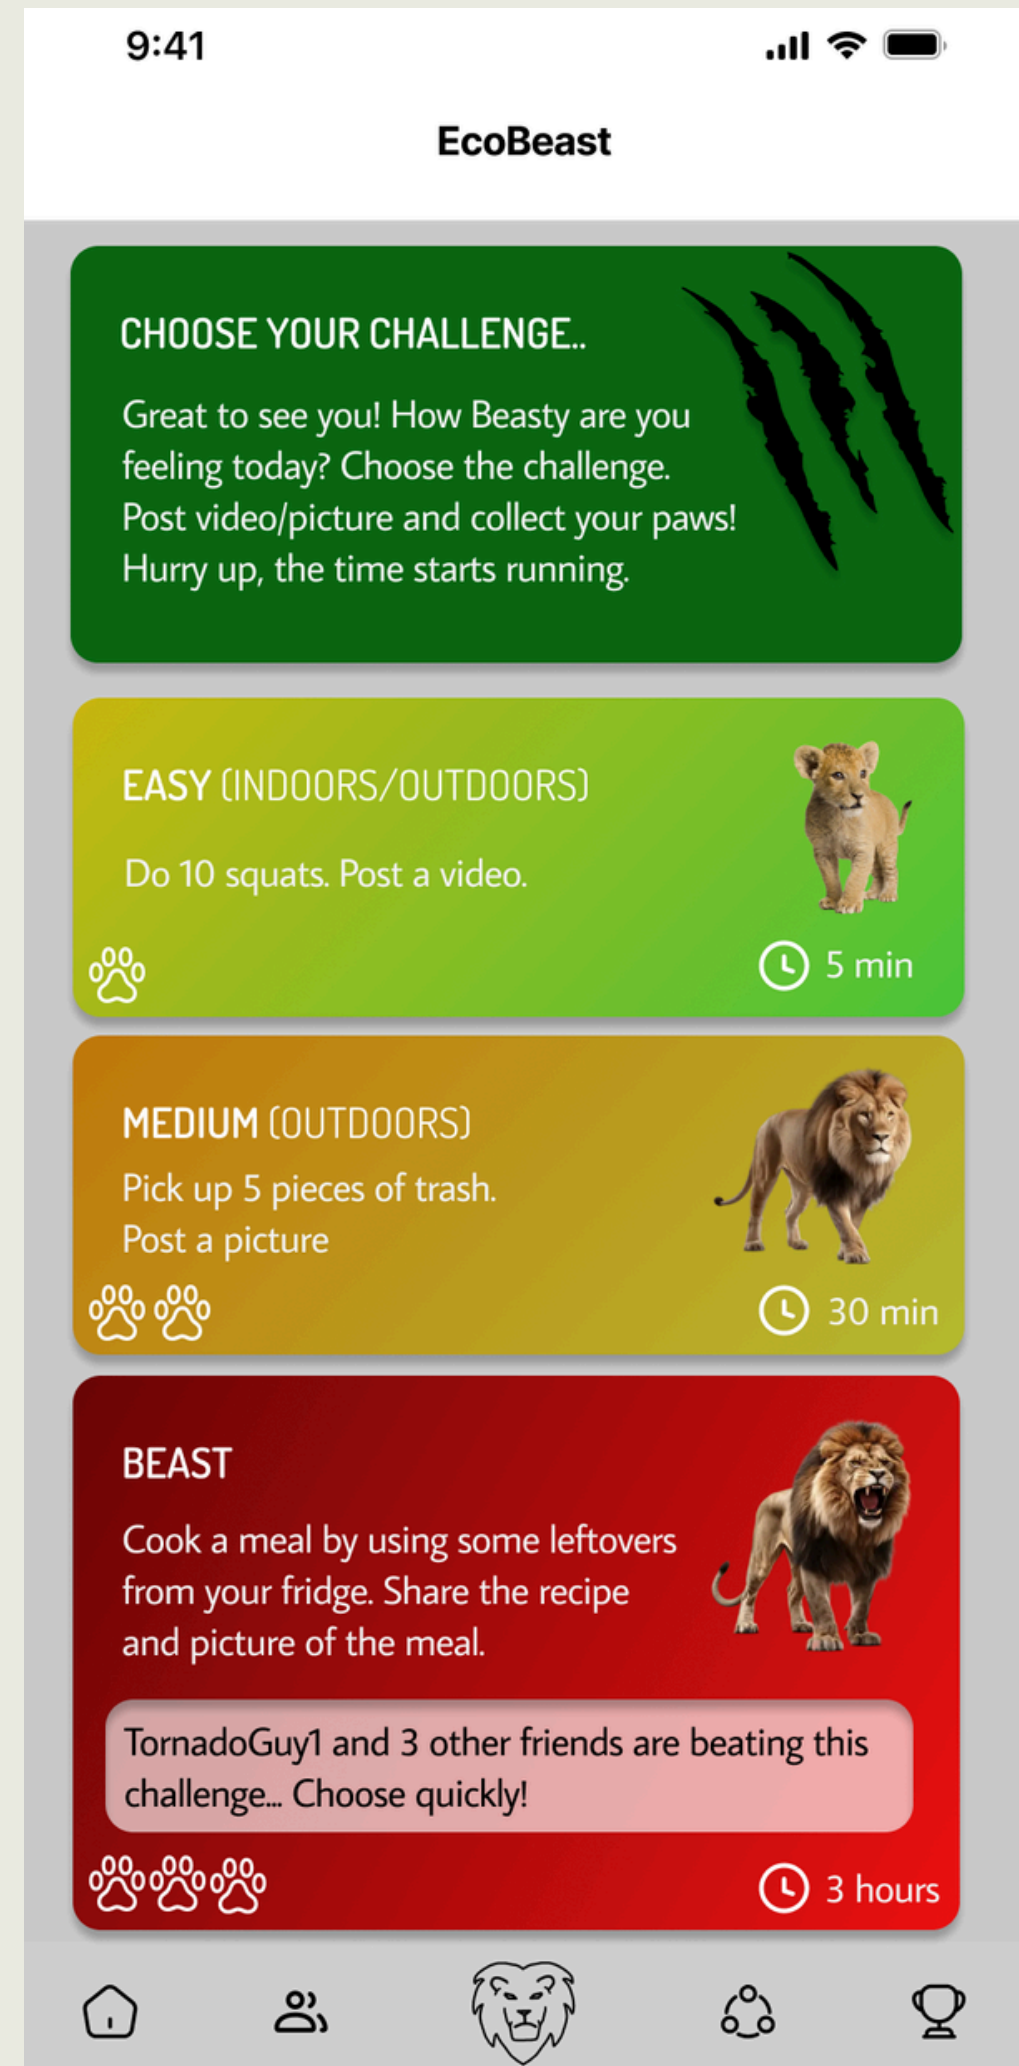 9:41
EcoBeast
CHOOSE YOUR CHALLENGE..
Great to see you! How Beasty are you
feeling today? Choose the challenge.
Post video/picture and collect your paws!
Hurry up, the time starts running.
EASY (INDOORS/OUTDOORS)
Do 10 squats. Post a video.
5 min
MEDIUM (OUTDOORS)
Pick up 5 pieces of trash.
Post a picture
30 min
BEAST
Cook a meal by using some leftovers
from your fridge. Share the recipe
and picture of the meal.
TornadoGuy1 and 3 other friends are beating this
challenge... Choose quickly!
3 hours